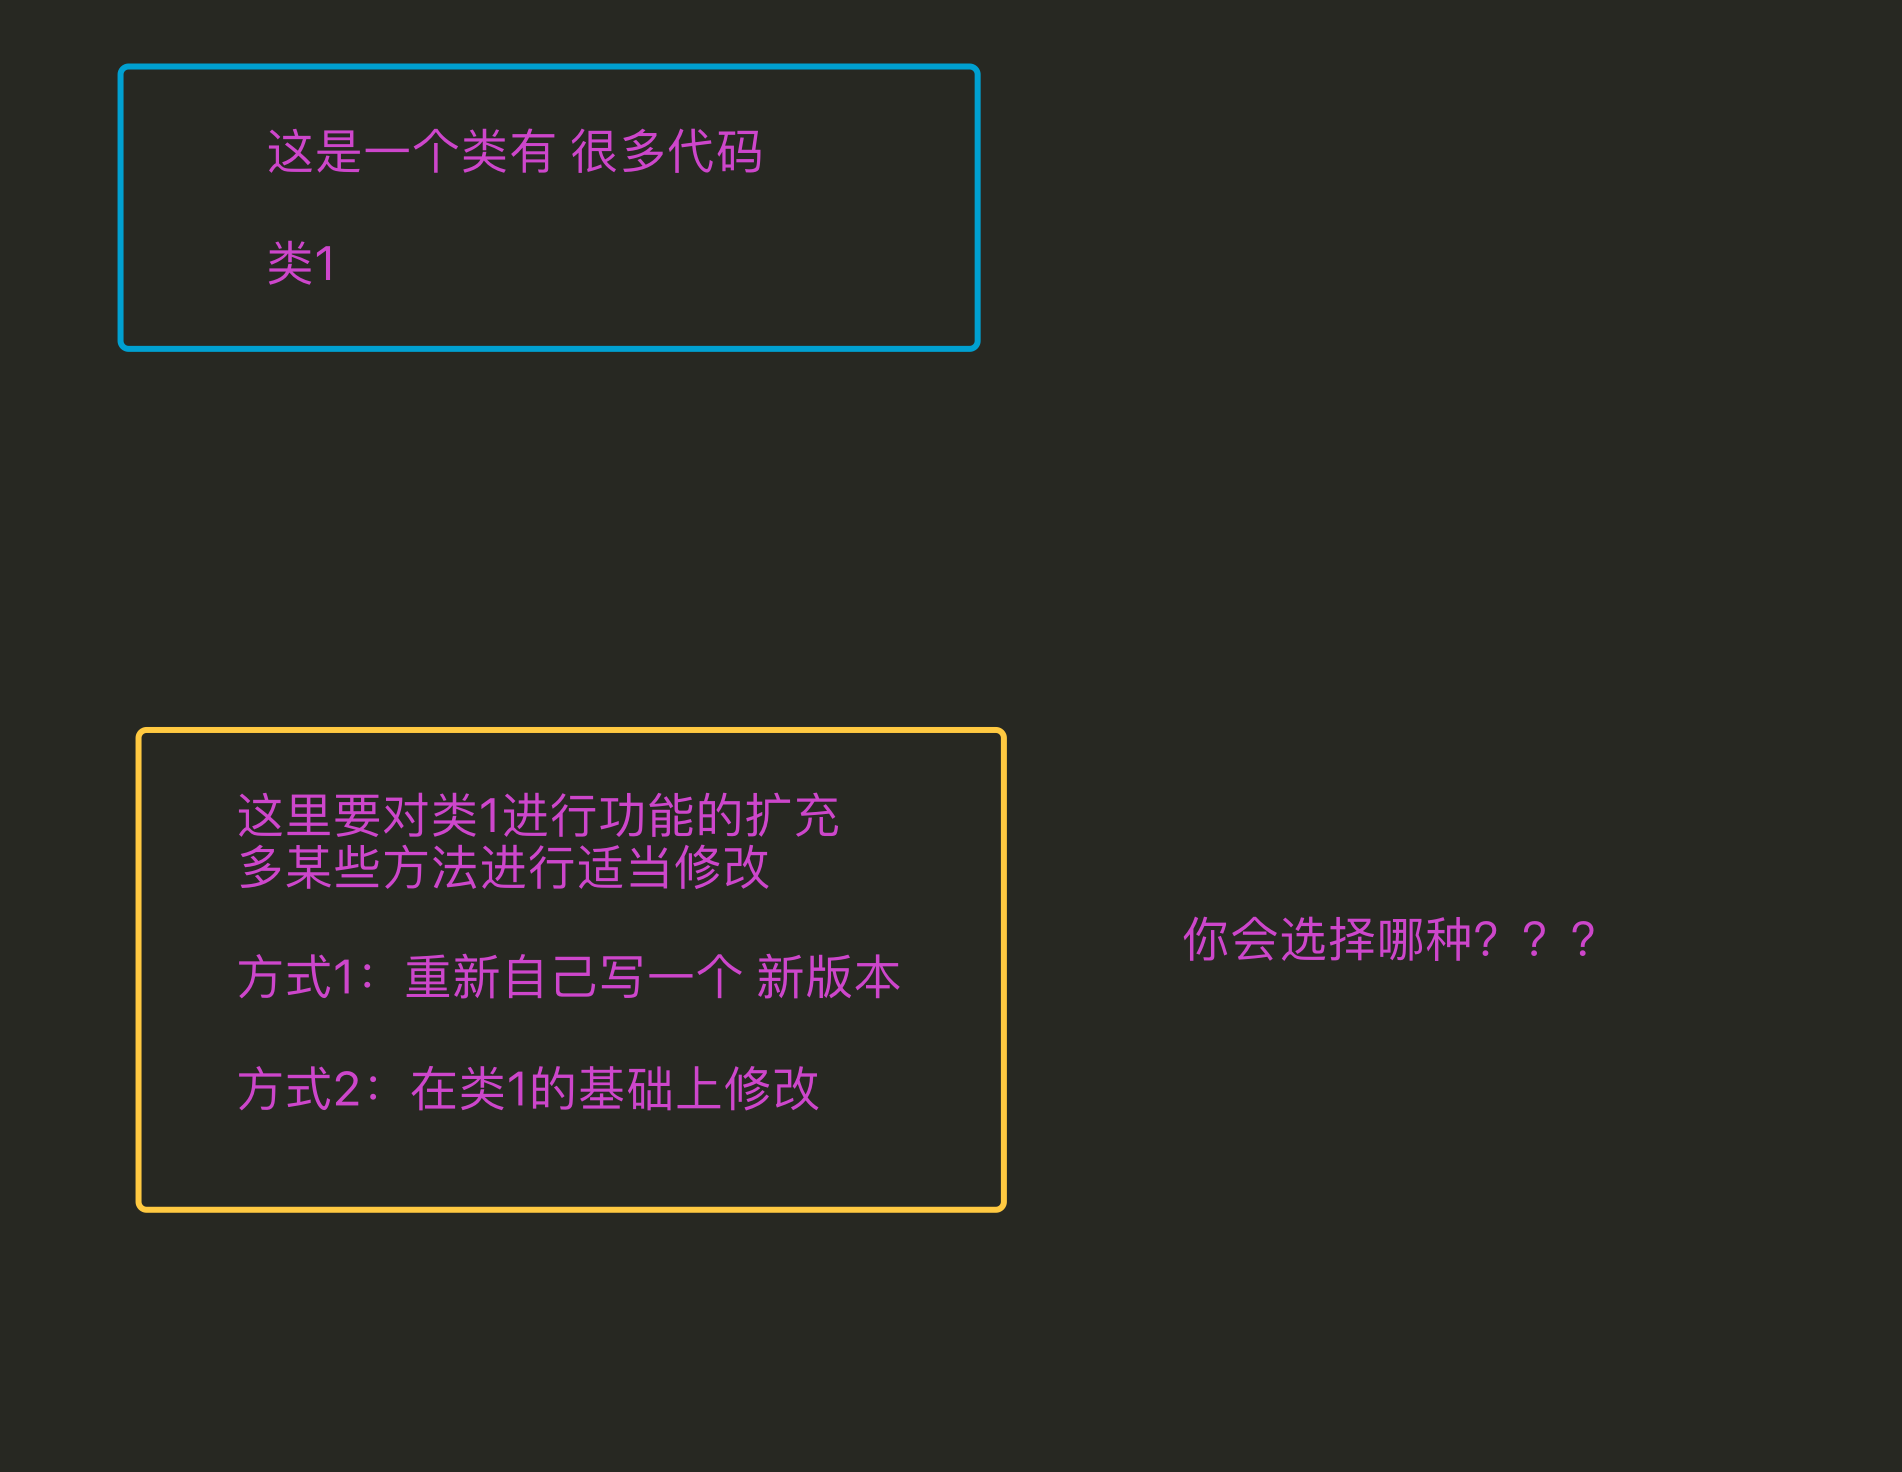 这是一个类有 很多代码
类1
这里要对类1进行功能的扩充
多某些方法进行适当修改
方式1：重新自己写一个 新版本
你会选择哪种？？？
方式2：在类1的基础上修改